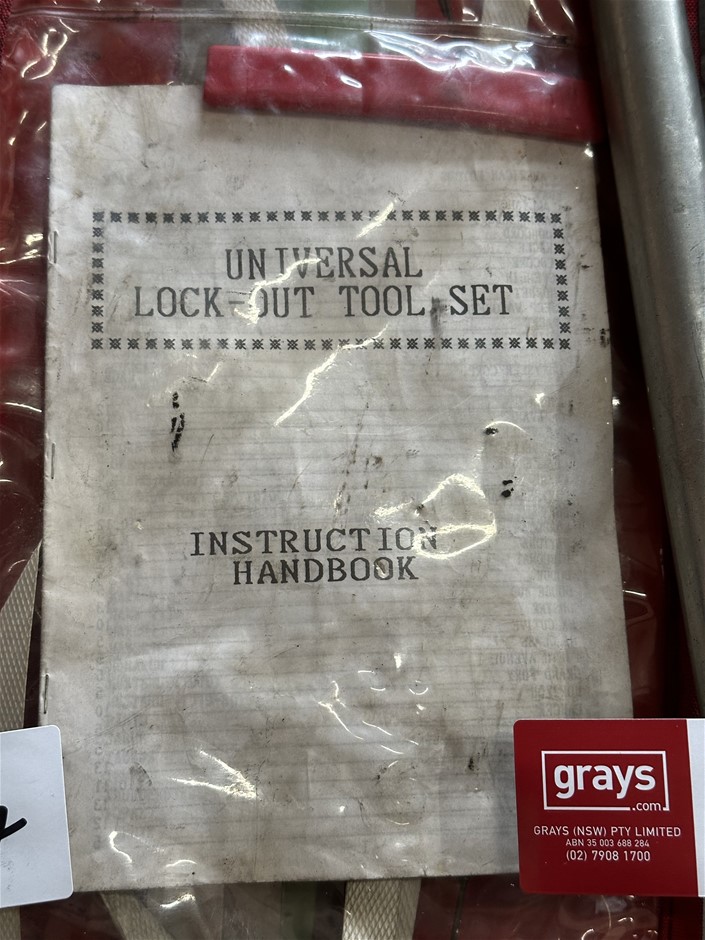 UNIVERSAL
LOCK-OUT TOOL SET
INSTRUCTION
HANDBOOK
grays
.com
GRAYS (NSW) PTY LIMITED
ABN 35 003 688 284
(02) 7908 1700